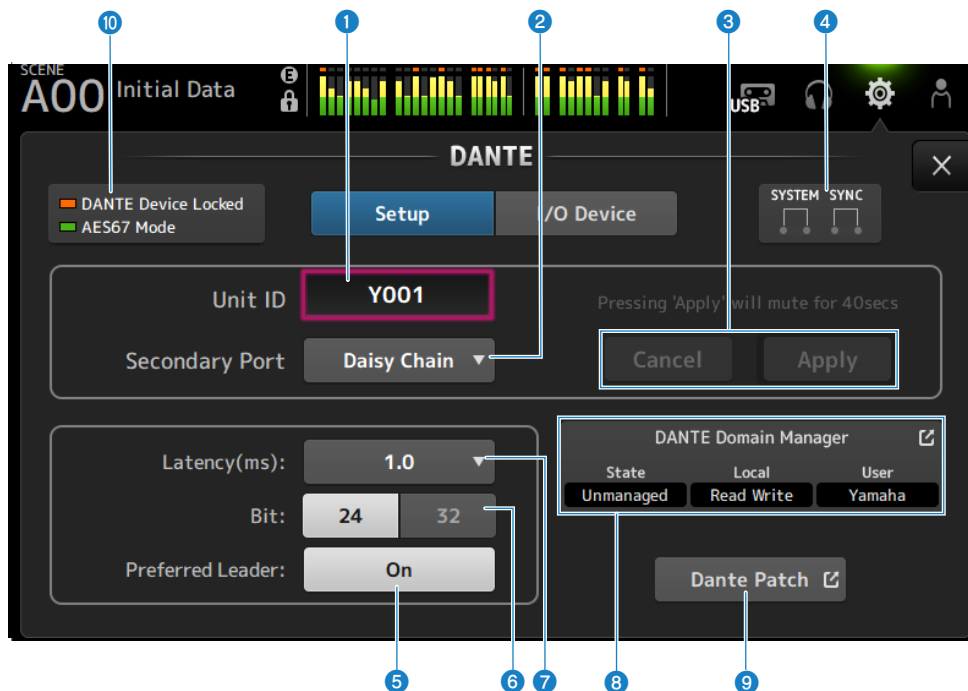 10 1 2 3 4
SCENE
A00 Initial Data E USB
DANTE
DANTE Device Locked
AES67 Mode
Setup I/O Device
SYSTEM SYNC
Unit ID Y001
Pressing 'Apply' will mute for 40secs
Secondary Port Daisy Chain
Cancel Apply
DANTE Domain Manager
Latency(ms): 1.0
State Local User
Unmanaged Read Write Yamaha
Bit: 24 32
Preferred Leader: On
Dante Patch
5 6 7 8 9